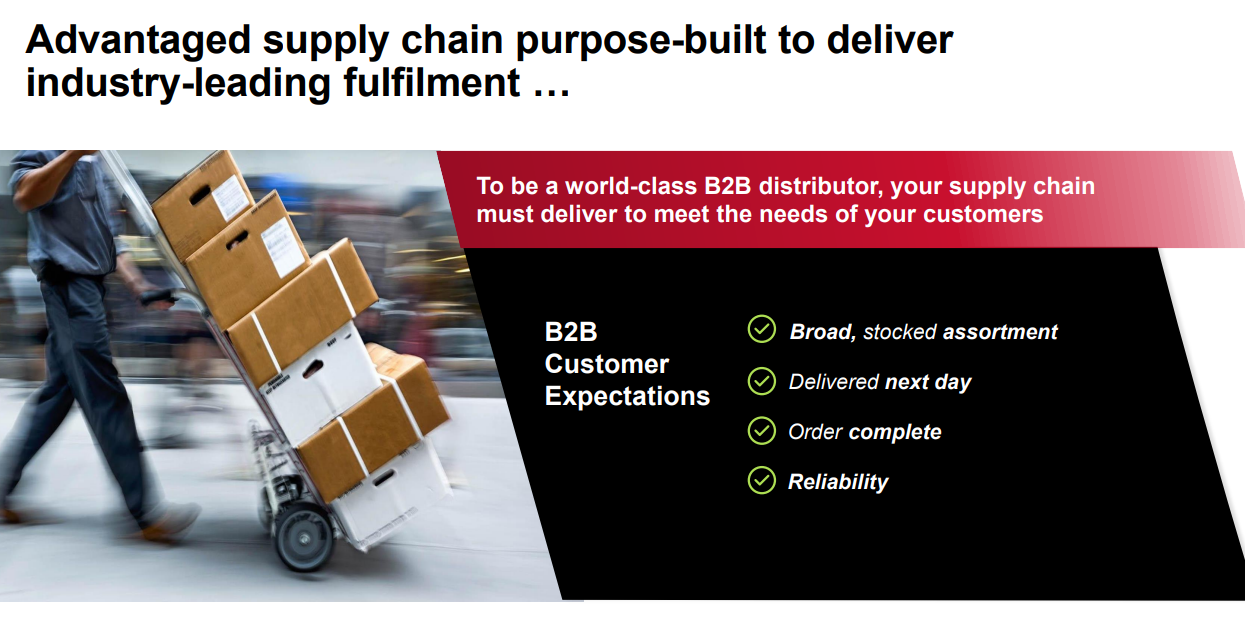 Advantaged supply chain purpose-built to deliver
industry-leading fulfilment …
To be a world-class B2B distributor, your supply chain
must deliver to meet the needs of your customers
B2B
Customer
Expectations
Broad, stocked assortment
Delivered next day
Order complete
Reliability